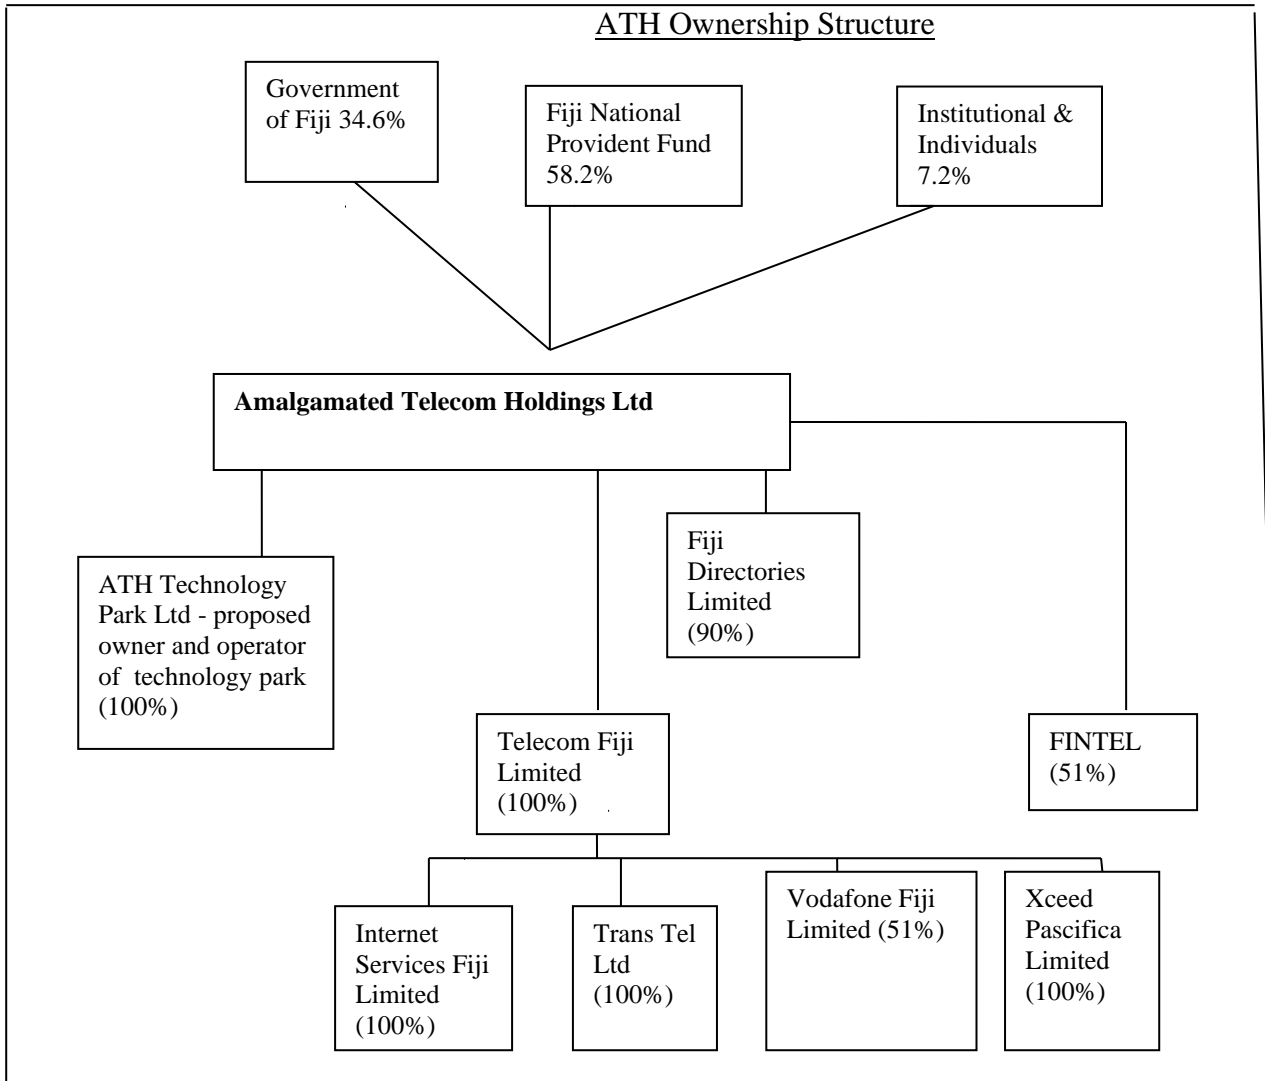 ATH Ownership Structure
Government
of Fiji 34.6%
Fiji National
Provident Fund
58.2%
Institutional &
Individuals
7.2%
Amalgamated Telecom Holdings Ltd
ATH Technology
Park Ltd - proposed
owner and operator
of technology park
(100%)
Fiji
Directories
Limited
(90%)
Telecom Fiji
Limited
(100%)
FINTEL
(51%)
Internet
Services Fiji
Limited
(100%)
Trans Tel
Ltd
(100%)
Vodafone Fiji
Limited (51%)
Xceed
Pascifica
Limited
(100%)